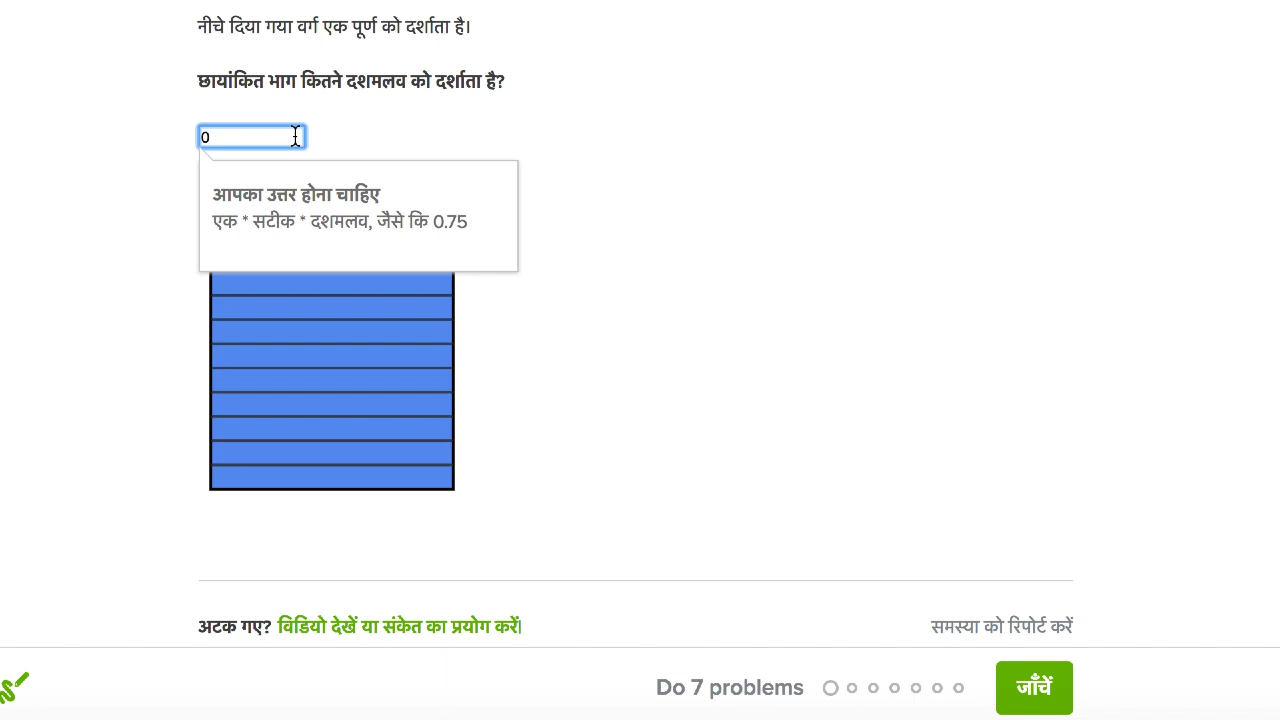 नीचे दिया गया वर्ग एक पूर्ण को दर्शाता है।
छायांकित भाग कितने दशमलव को दर्शाता है?
0
आपका उत्तर होना चाहिए
एक * सटीक * दशमलव, जैसे कि 0.75
अटक गए? विडियो देखें या संकेत का प्रयोग करें।
समस्या को रिपोर्ट करें
Do 7 problems
जाँचें